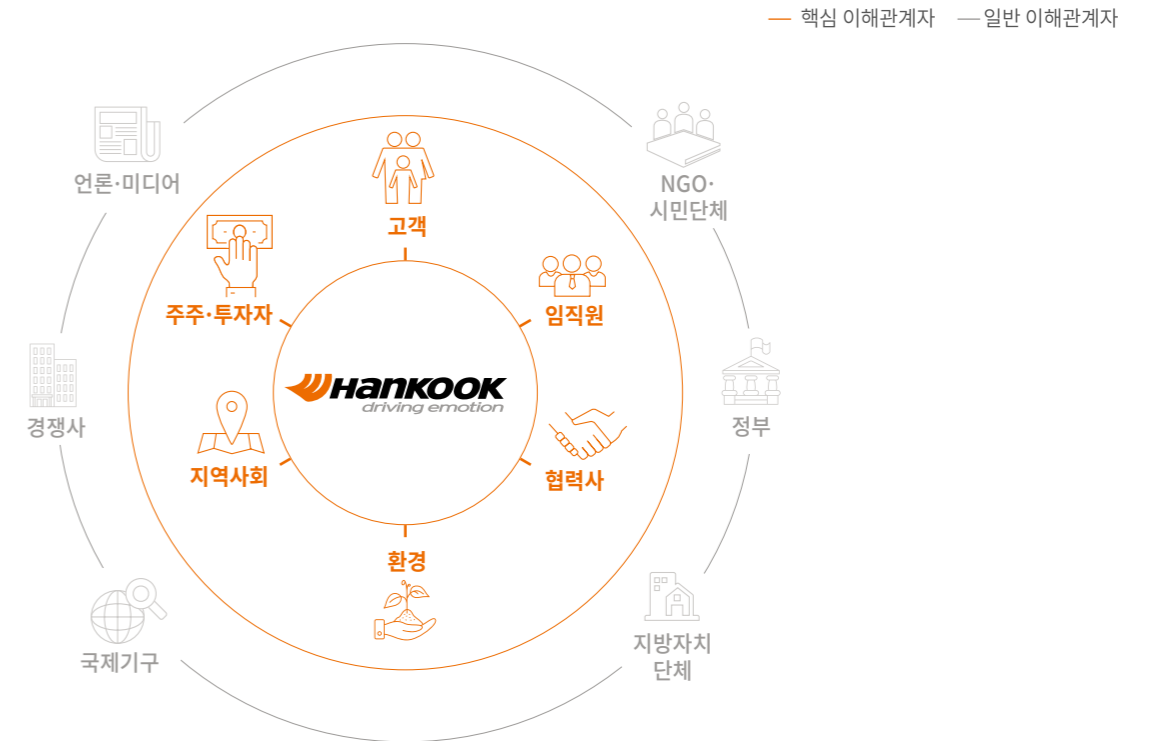 핵심 이해관계자
일반 이해관계자
언론·미디어
NGO·
시민단체
고객
주주·투자자
임직원
HANKOOK
driving emotion
경쟁사
정부
지역사회
협력사
환경
국제기구
지방자치
단체